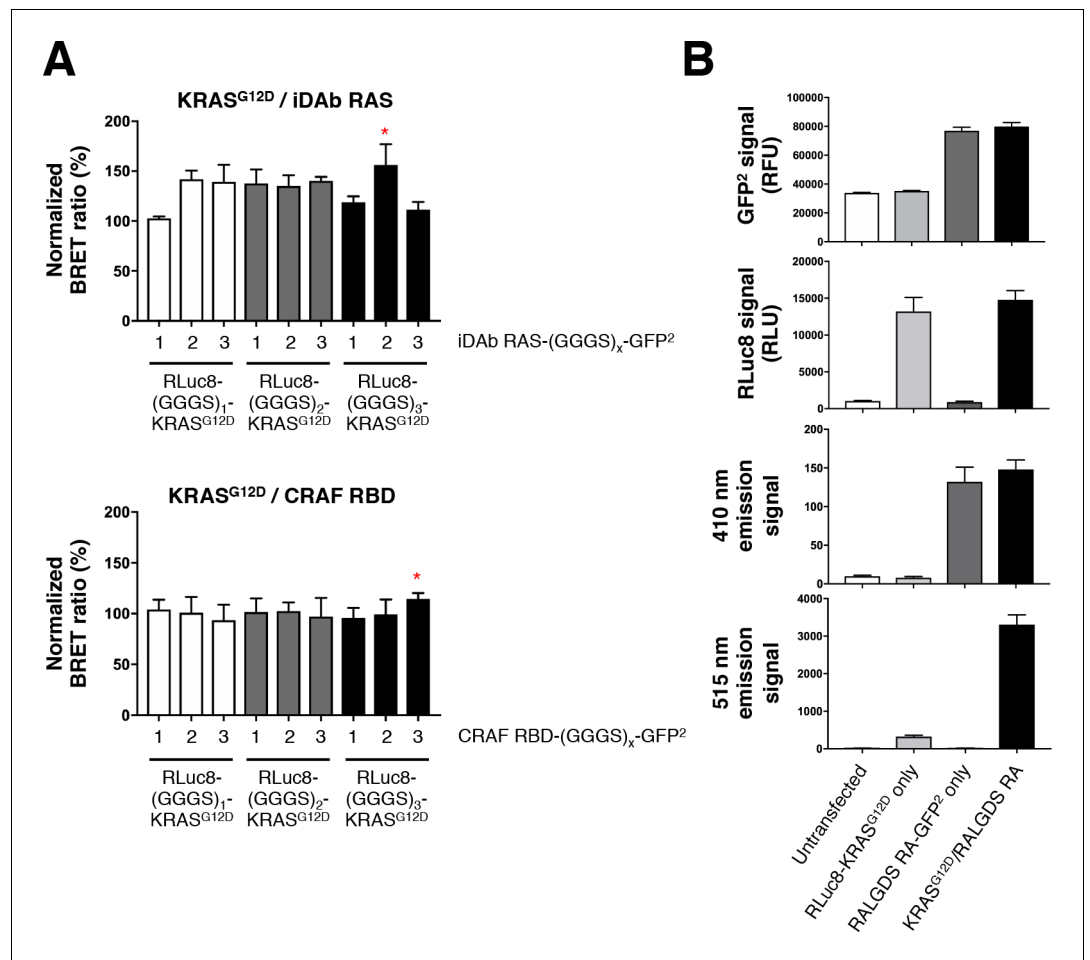 A
KRASG12D / iDAb RAS
Normalized
BRET ratio (%)
200
150
100
50
0
*
1 2 3 1 2 3 1 2 3
iDAb RAS-(GGGS)x-GFP2
RLuc8-
(GGGS)1-
KRASG12D
RLuc8-
(GGGS)2-
KRASG12D
RLuc8-
(GGGS)3-
KRASG12D
KRASG12D / CRAF RBD
Normalized
BRET ratio (%)
200
150
100
50
0
*
1 2 3 1 2 3 1 2 3
CRAF RBD-(GGGS)x-GFP2
RLuc8-
(GGGS)1-
KRASG12D
RLuc8-
(GGGS)2-
KRASG12D
RLuc8-
(GGGS)3-
KRASG12D
B
GFP2 signal
(RFU)
100000
80000
60000
40000
20000
0
RLuc8 signal
(RLU)
20000
15000
10000
5000
0
410 nm
emission
signal
200
150
100
50
0
515 nm
emission
signal
4000
3000
2000
1000
0
Untransfected
RLuc8-KRASG12D only
RALGDS RA-GFP2 only
KRASG12D/RALGDS RA